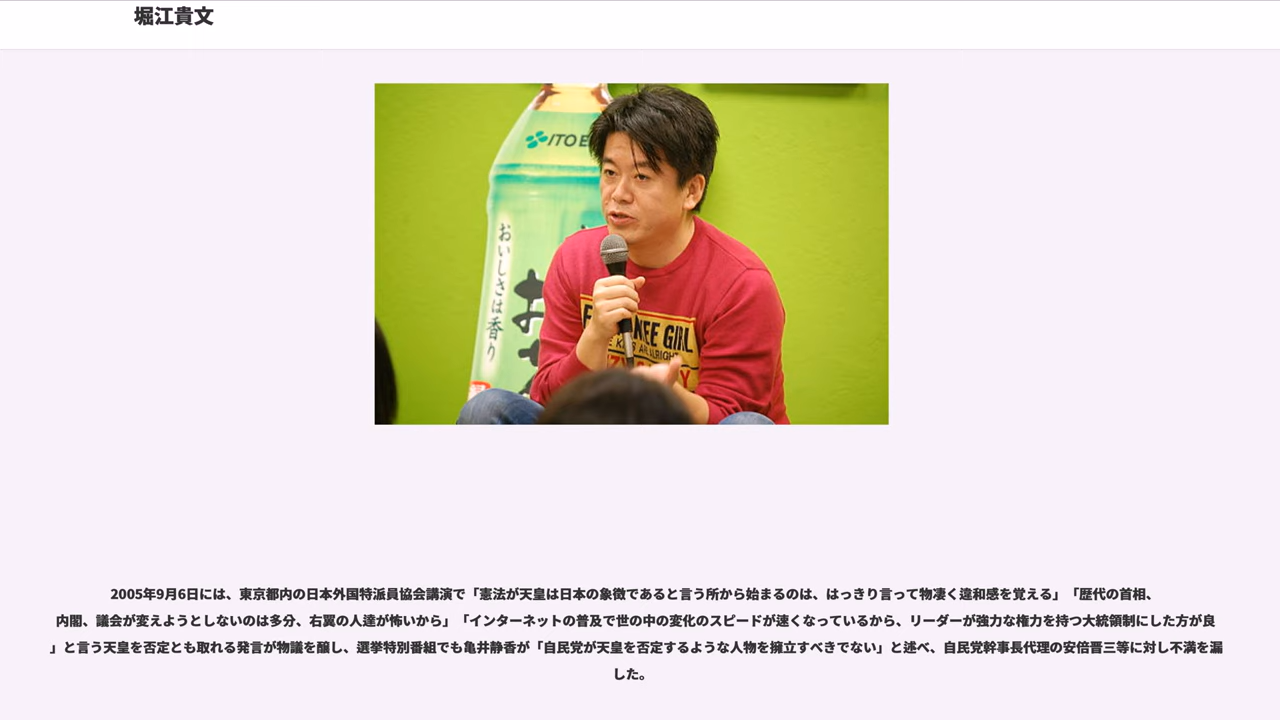 堀江貴文
ITO E
おいしさは香り
お
NEE GIRL
2005年9月6日には、東京都内の日本外国特派員協会講演で「憲法が天皇は日本の象徴であると言う所から始まるのは、はっきり言って物凄く違和感を覚える」「歴代の首相、
内閣、議会が変えようとしないのは多分、右翼の人達が怖いから」「インターネットの普及で世の中の変化のスピードが速くなっているから、リーダーが強力な権力を持つ大統領制にした方が良
」と言う天皇を否定とも取れる発言が物議を醸し、選挙特別番組でも亀井静香が「自民党が天皇を否定するような人物を擁立すべきでない」と述べ、自民党幹事長代理の安倍晋三等に対し不満を漏
した。